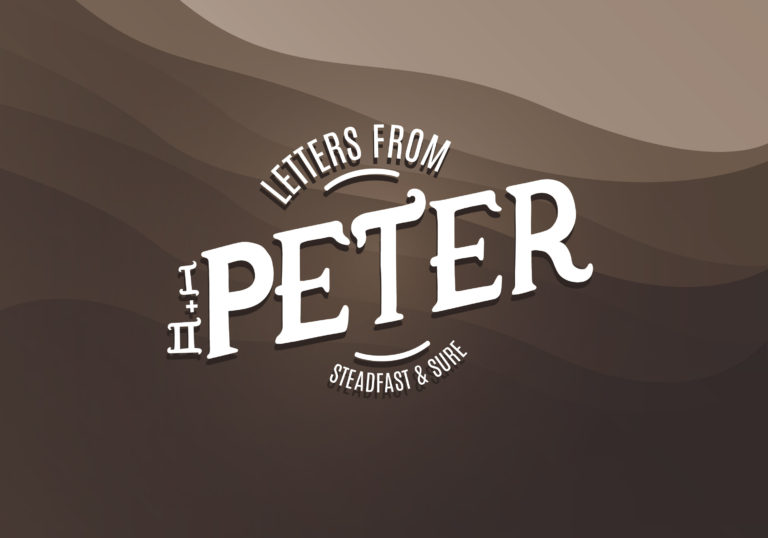 LETTERS FROM
I + II
PETER
STEADFAST & SURE